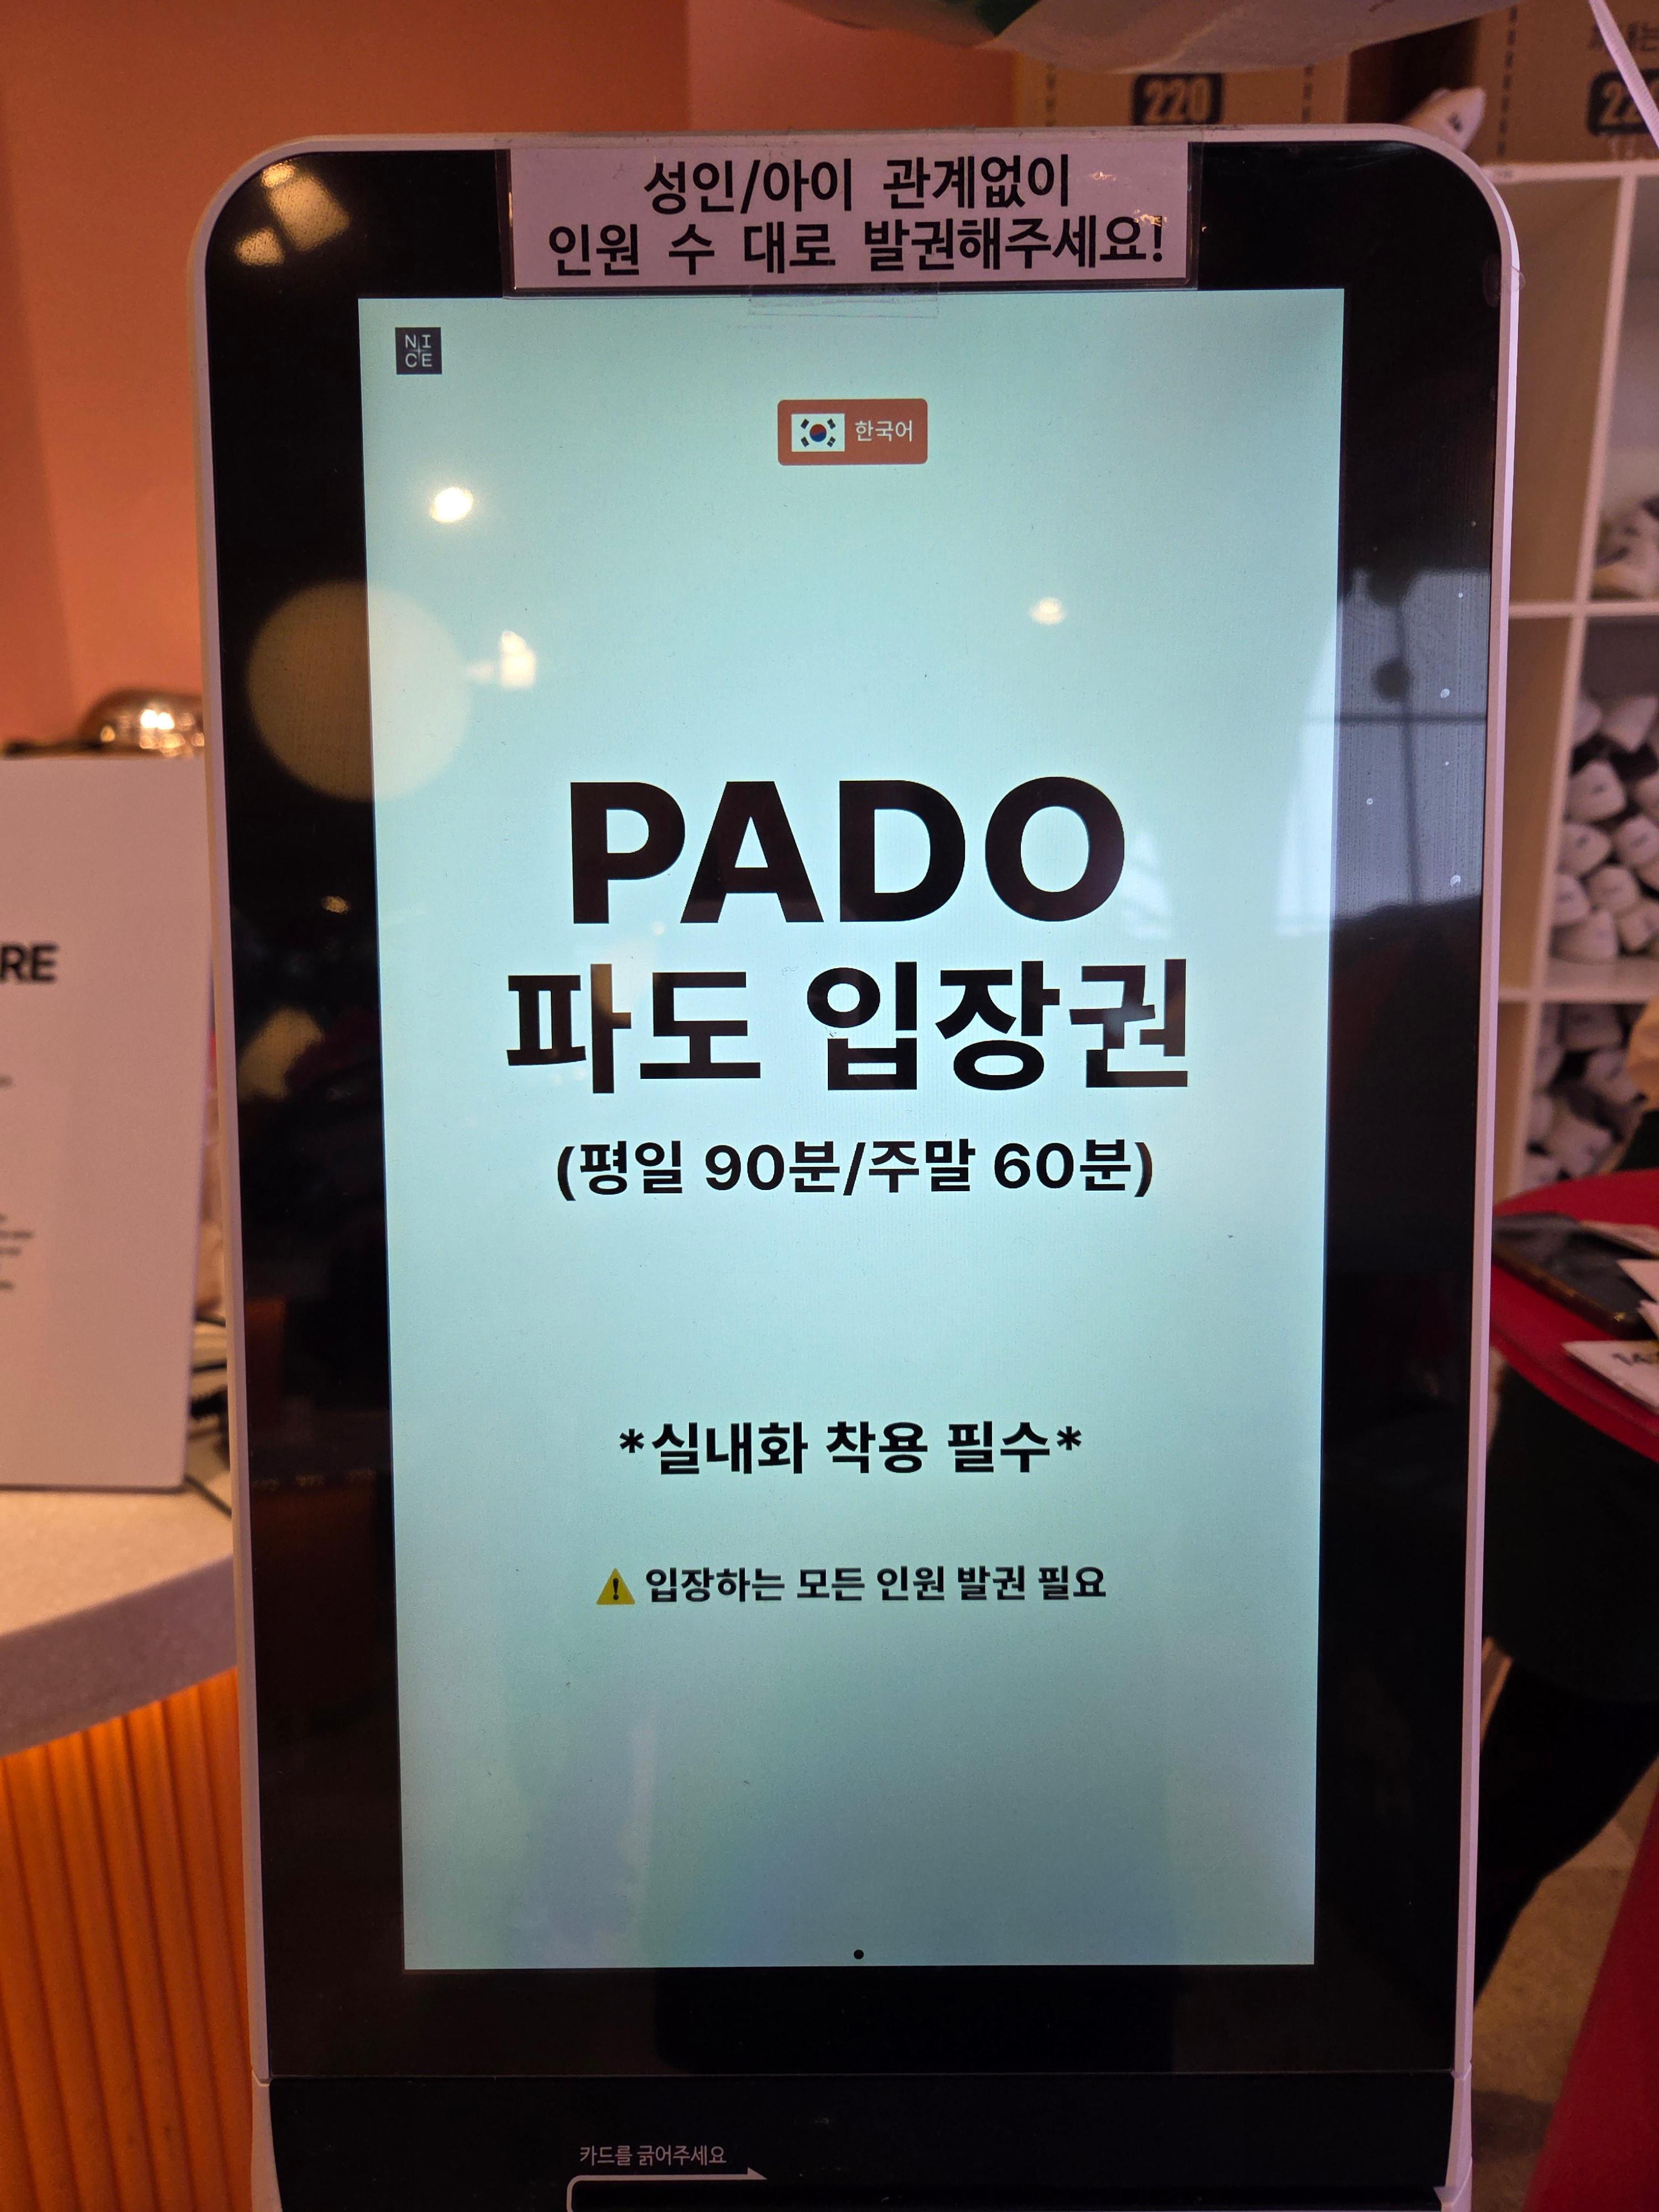 220
성인/아이 관계없이
인원 수 대로 발권해주세요!
NI
CE
한국어
PADO
파도 입장권
(평일 90분/주말 60분)
*실내화 착용 필수*
⚠ 입장하는 모든 인원 발권 필요
카드를 긁어주세요
RE